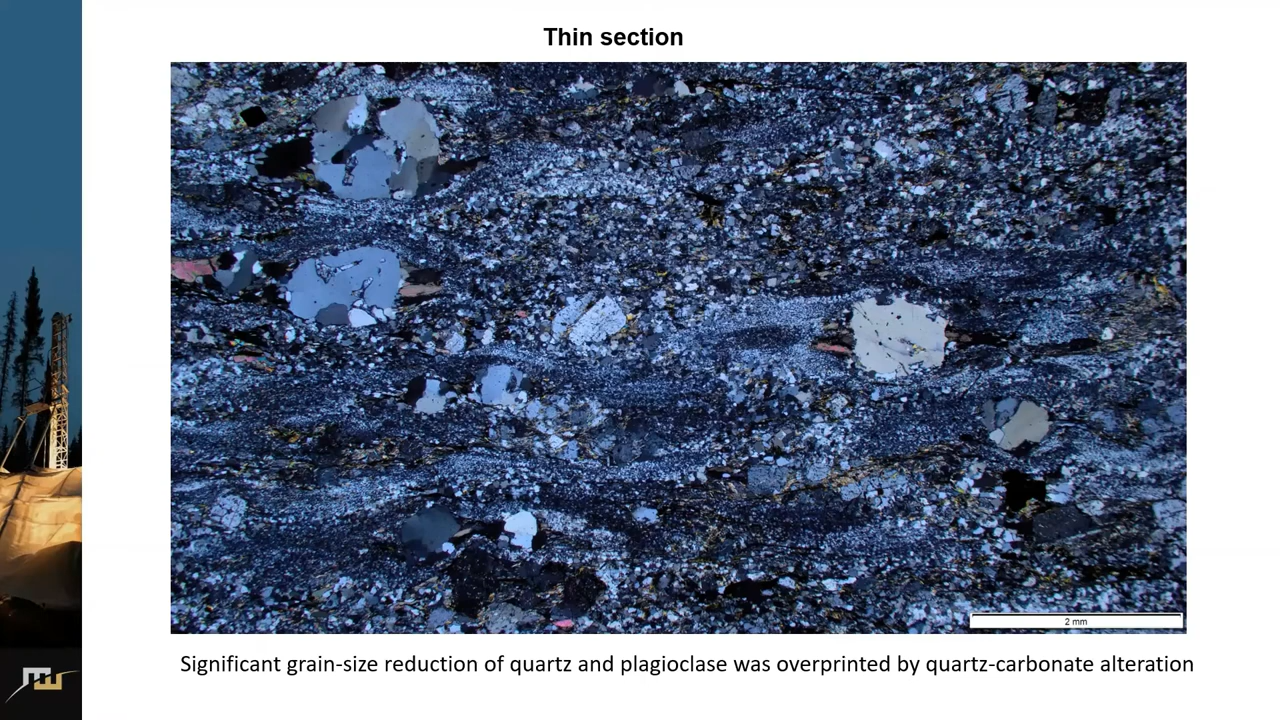 Thin section
2 mm
Significant grain-size reduction of quartz and plagioclase was overprinted by quartz-carbonate alteration